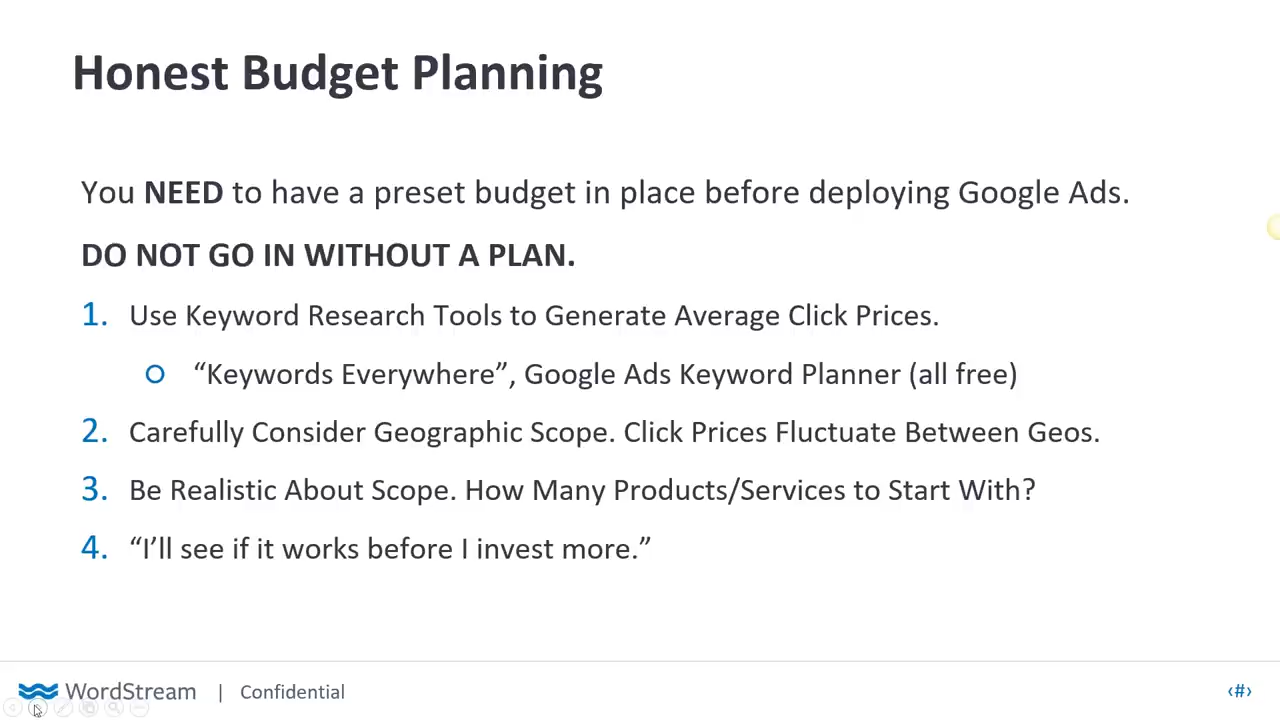 Honest Budget Planning
You NEED to have a preset budget in place before deploying Google Ads.
DO NOT GO IN WITHOUT A PLAN.
1. Use Keyword Research Tools to Generate Average Click Prices.
“Keywords Everywhere”, Google Ads Keyword Planner (all free)
2. Carefully Consider Geographic Scope. Click Prices Fluctuate Between Geos.
3. Be Realistic About Scope. How Many Products/Services to Start With?
4. “I’ll see if it works before I invest more.”
WordStream | Confidential
‹#›